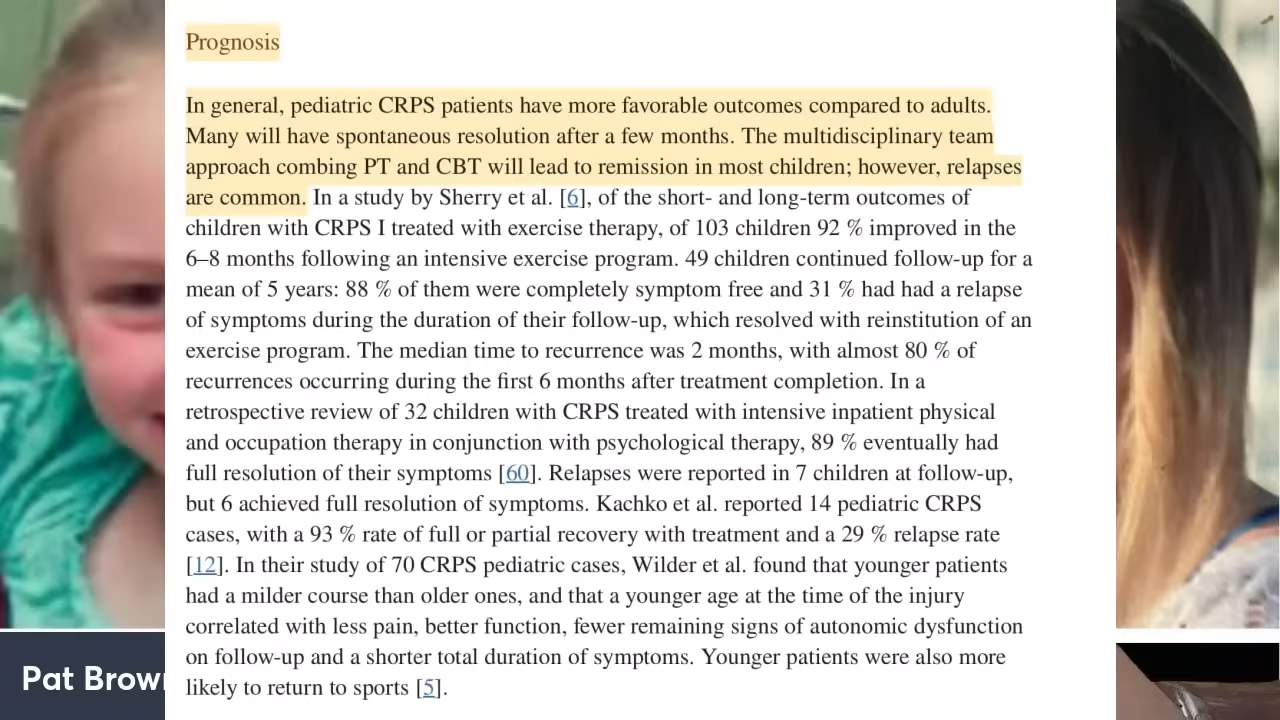 Prognosis
In general, pediatric CRPS patients have more favorable outcomes compared to adults.
Many will have spontaneous resolution after a few months. The multidisciplinary team
approach combing PT and CBT will lead to remission in most children; however, relapses
are common. In a study by Sherry et al. [6], of the short- and long-term outcomes of
children with CRPS I treated with exercise therapy, of 103 children 92 % improved in the
6–8 months following an intensive exercise program. 49 children continued follow-up for a
mean of 5 years: 88 % of them were completely symptom free and 31 % had had a relapse
of symptoms during the duration of their follow-up, which resolved with reinstitution of an
exercise program. The median time to recurrence was 2 months, with almost 80 % of
recurrences occurring during the first 6 months after treatment completion. In a
retrospective review of 32 children with CRPS treated with intensive inpatient physical
and occupation therapy in conjunction with psychological therapy, 89 % eventually had
full resolution of their symptoms [60]. Relapses were reported in 7 children at follow-up,
but 6 achieved full resolution of symptoms. Kachko et al. reported 14 pediatric CRPS
cases, with a 93 % rate of full or partial recovery with treatment and a 29 % relapse rate
[12]. In their study of 70 CRPS pediatric cases, Wilder et al. found that younger patients
had a milder course than older ones, and that a younger age at the time of the injury
correlated with less pain, better function, fewer remaining signs of autonomic dysfunction
on follow-up and a shorter total duration of symptoms. Younger patients were also more
likely to return to sports [5].
Pat Brown